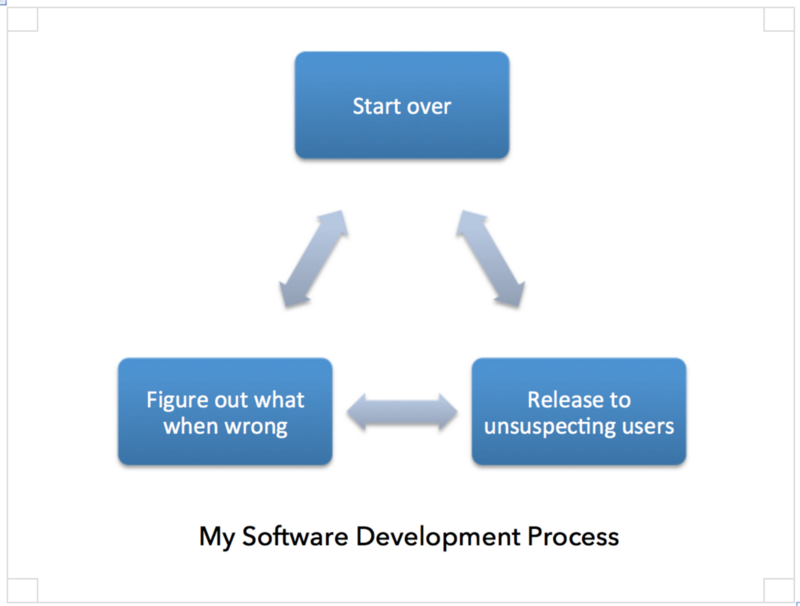 Start over
Figure out what
when wrong
Release to
unsuspecting users
My Software Development Process